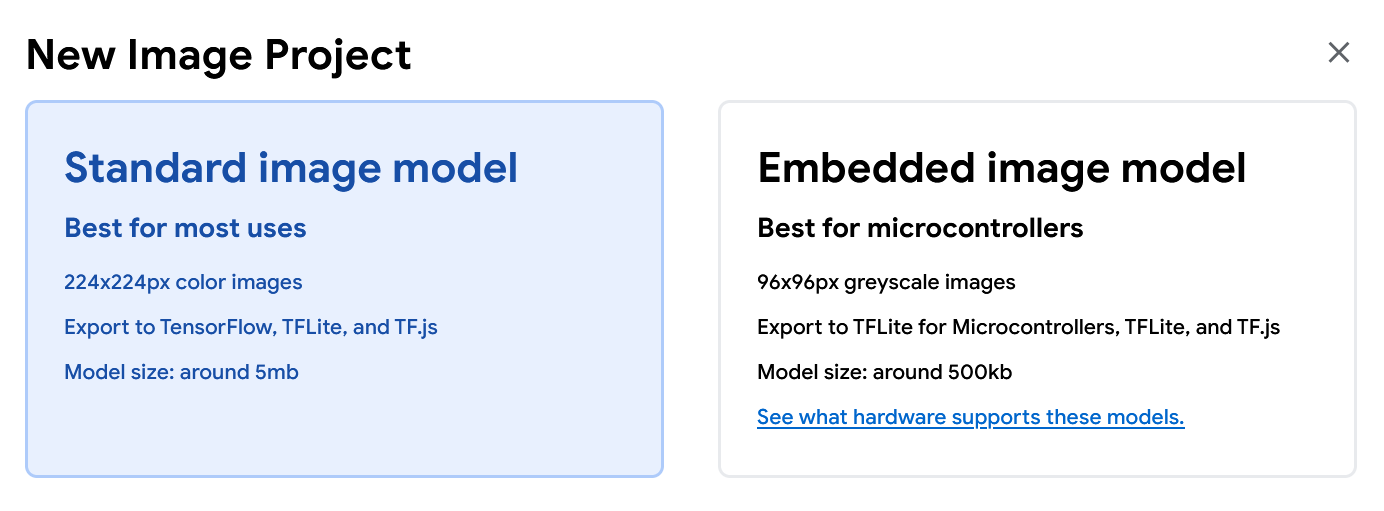 New Image Project
Standard image model
Best for most uses
224x224px color images
Export to TensorFlow, TFLite, and TF.js
Model size: around 5mb
Embedded image model
Best for microcontrollers
96x96px greyscale images
Export to TFLite for Microcontrollers, TFLite, and TF.js
Model size: around 500kb
See what hardware supports these models.